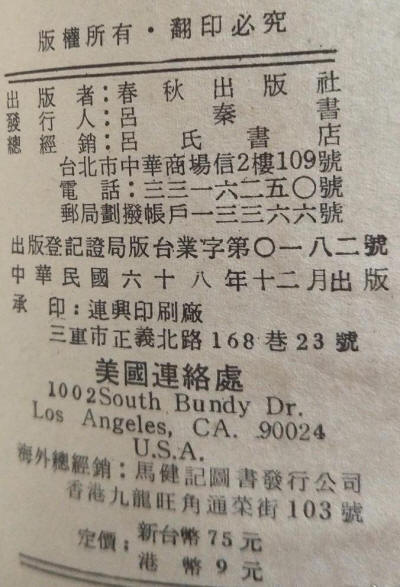 版權所有・翻印必究
出版者：春秋出版社
發行人：呂秦書
總經銷：呂氏書店
台北市中華商場信2樓109號
電話：三三一六二五〇號
郵局劃撥帳戶一三三六六號
出版登記證局版台業字第〇一八二號
中華民國六十八年十二月出版
承印：連興印刷廠
三重市正義北路168巷23號
美國連絡處
1002South Bundy Dr.
Los Angeles, CA. 90024
U.S.A.
海外總經銷：馬健記圖書發行公司
香港九龍旺角通菜街103號
定價：新台幣75元
港幣9元